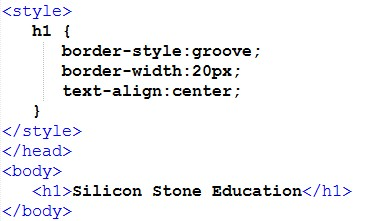 <style>
h1 {
border-style:groove;
border-width:20px;
text-align:center;
}
</style>
</head>
<body>
<h1>Silicon Stone Education</h1>
</body>